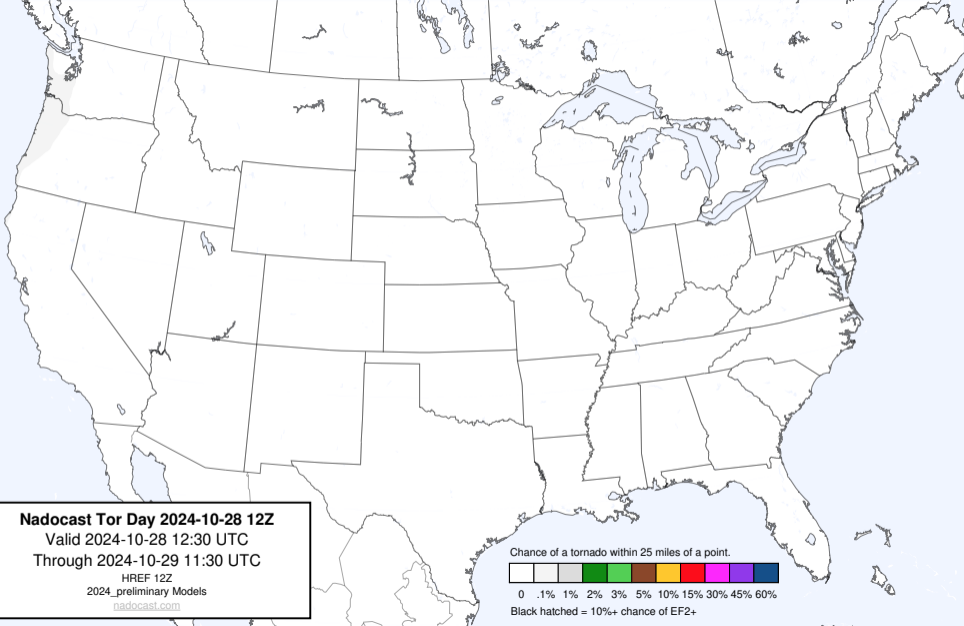 Nadocast Tor Day 2024-10-28 12Z
Valid 2024-10-28 12:30 UTC
Through 2024-10-29 11:30 UTC
HREF 12Z
2024_preliminary Models
nadocast.com
Chance of a tornado within 25 miles of a point.
0 .1% 1% 2% 3% 5% 10% 15% 30% 45% 60%
Black hatched = 10%+ chance of EF2+